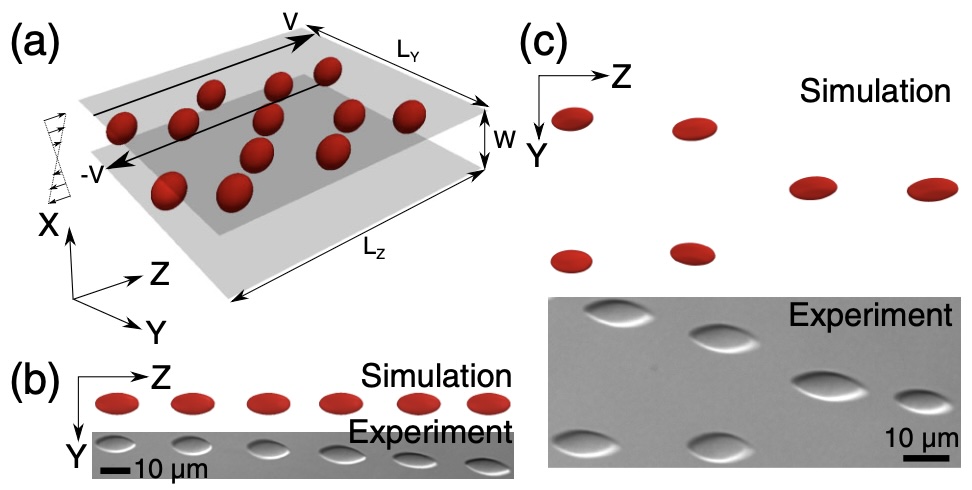 (a)
V
L_Y
-V
W
X
L_Z
Z
Y
(b)
Z
Simulation
Y
Experiment
10 μm
(c)
Z
Simulation
Y
Experiment
10 μm